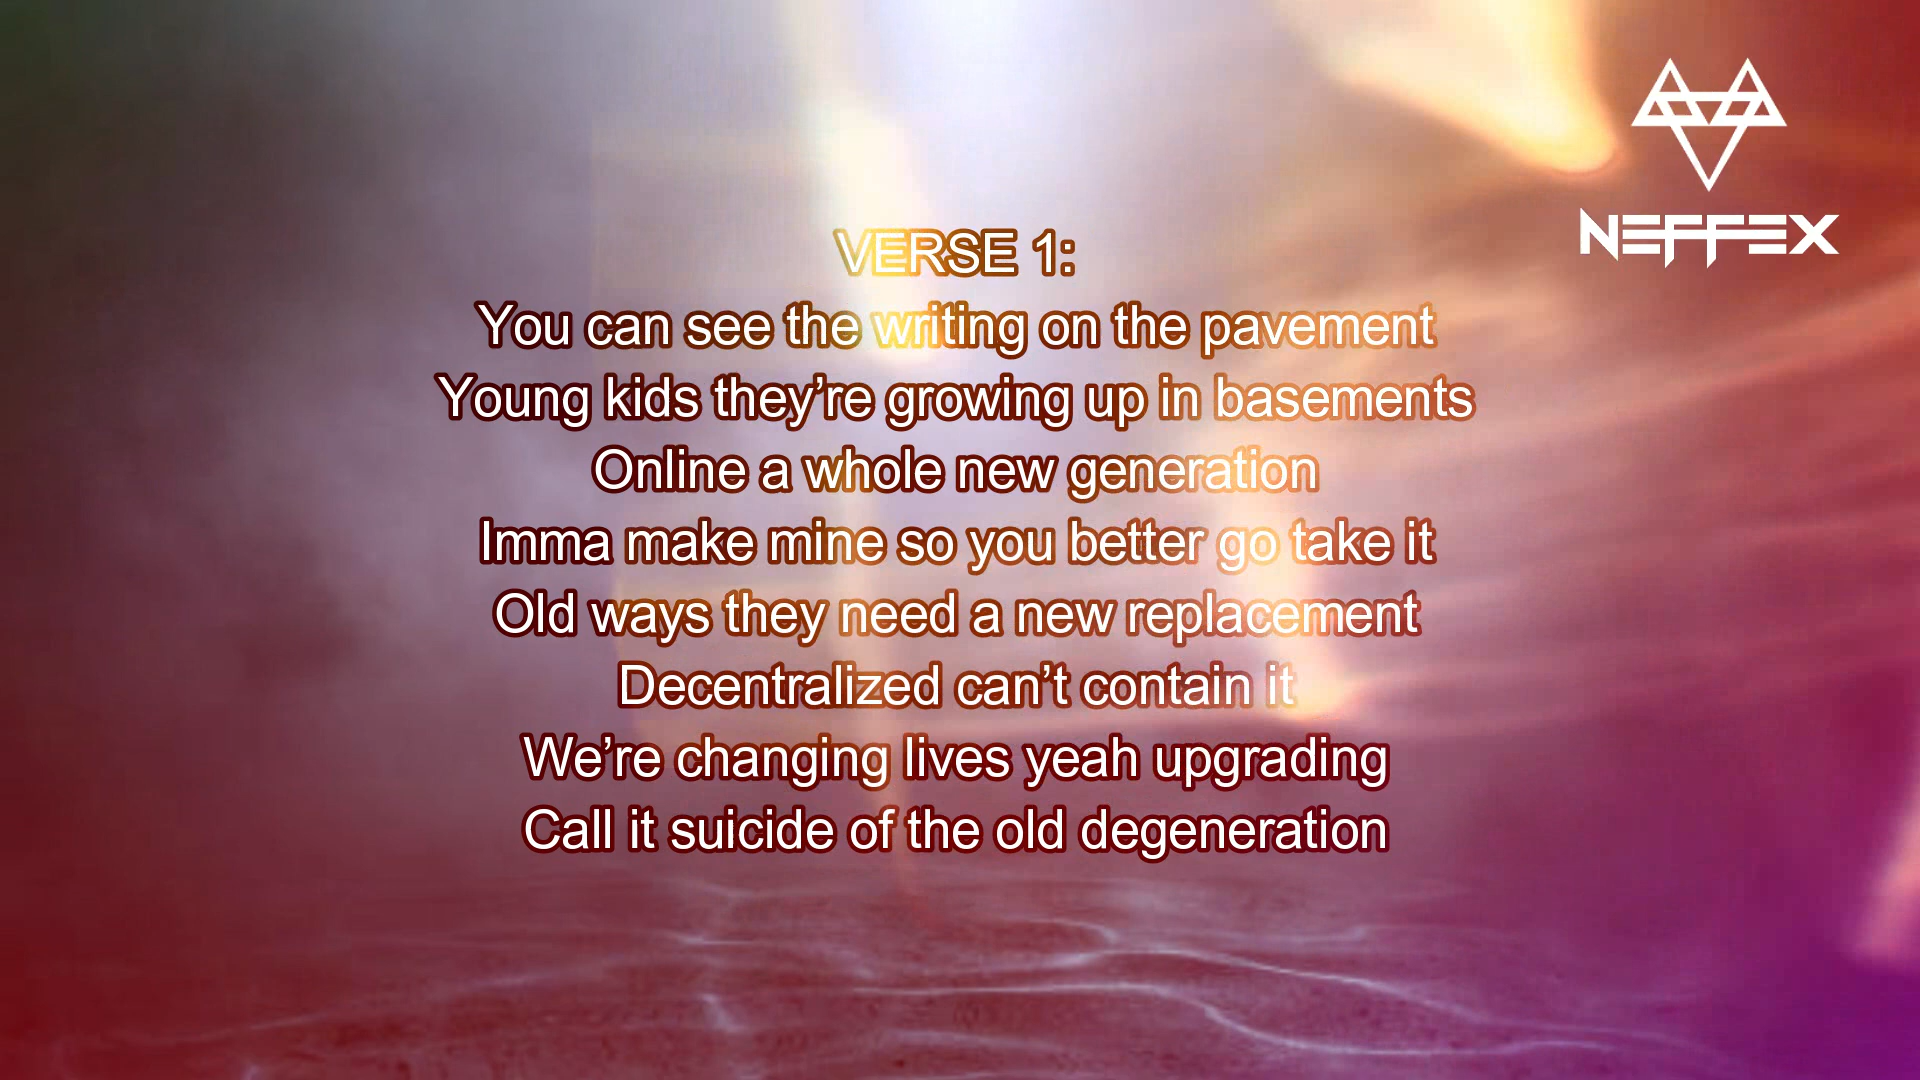 NEFFEX
VERSE 1:
You can see the writing on the pavement
Young kids they’re growing up in basements
Online a whole new generation
Imma make mine so you better go take it
Old ways they need a new replacement
Decentralized can’t contain it
We’re changing lives yeah upgrading
Call it suicide of the old degeneration